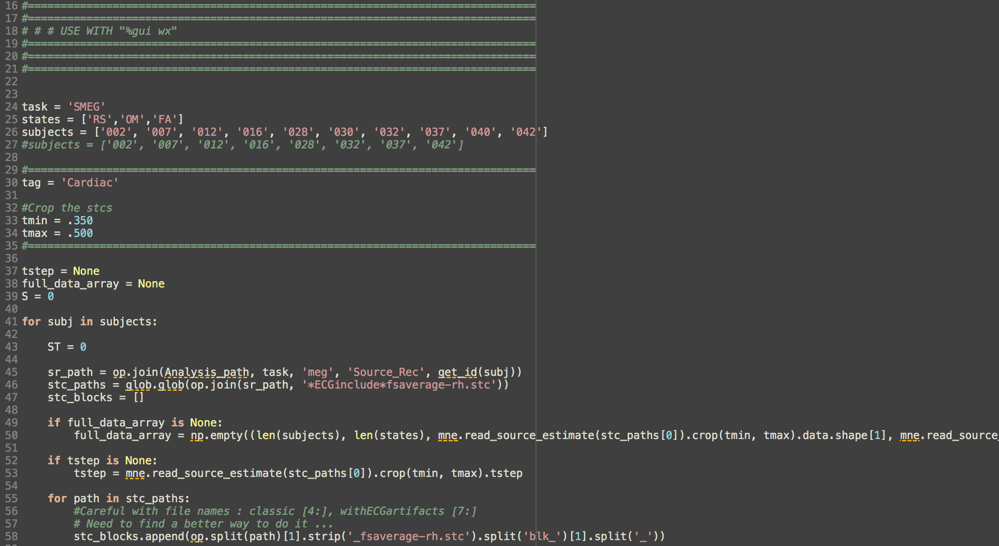 16 #==============================================================================
17 #==============================================================================
18 # # # USE WITH "%gui wx"
19 #==============================================================================
20 #==============================================================================
21 #==============================================================================
22
23
24 task = 'SMEG'
25 states = ['RS','OM','FA']
26 subjects = ['002', '007', '012', '016', '028', '030', '032', '037', '040', '042']
27 #subjects = ['002', '007', '012', '016', '028', '032', '037', '042']
28
29 #==============================================================================
30 tag = 'Cardiac'
31
32 #Crop the stcs
33 tmin = .350
34 tmax = .500
35 #==============================================================================
36
37 tstep = None
38 full_data_array = None
39 S = 0
40
41 for subj in subjects:
42
43     ST = 0
44
45     sr_path = op.join(Analysis_path, task, 'meg', 'Source_Rec', get_id(subj))
46     stc_paths = glob.glob(op.join(sr_path, '*ECGinclude*fsaverage-rh.stc'))
47     stc_blocks = []
48
49     if full_data_array is None:
50         full_data_array = np.empty((len(subjects), len(states), mne.read_source_estimate(stc_paths[0]).crop(tmin, tmax).data.shape[1], mne.read_source_
51
52     if tstep is None:
53         tstep = mne.read_source_estimate(stc_paths[0]).crop(tmin, tmax).tstep
54
55     for path in stc_paths:
56         #Careful with file names : classic [4:], withECGartifacts [7:]
57         # Need to find a better way to do it ...
58         stc_blocks.append(op.split(path)[1].strip('_fsaverage-rh.stc').split('blk_')[1].split('_'))